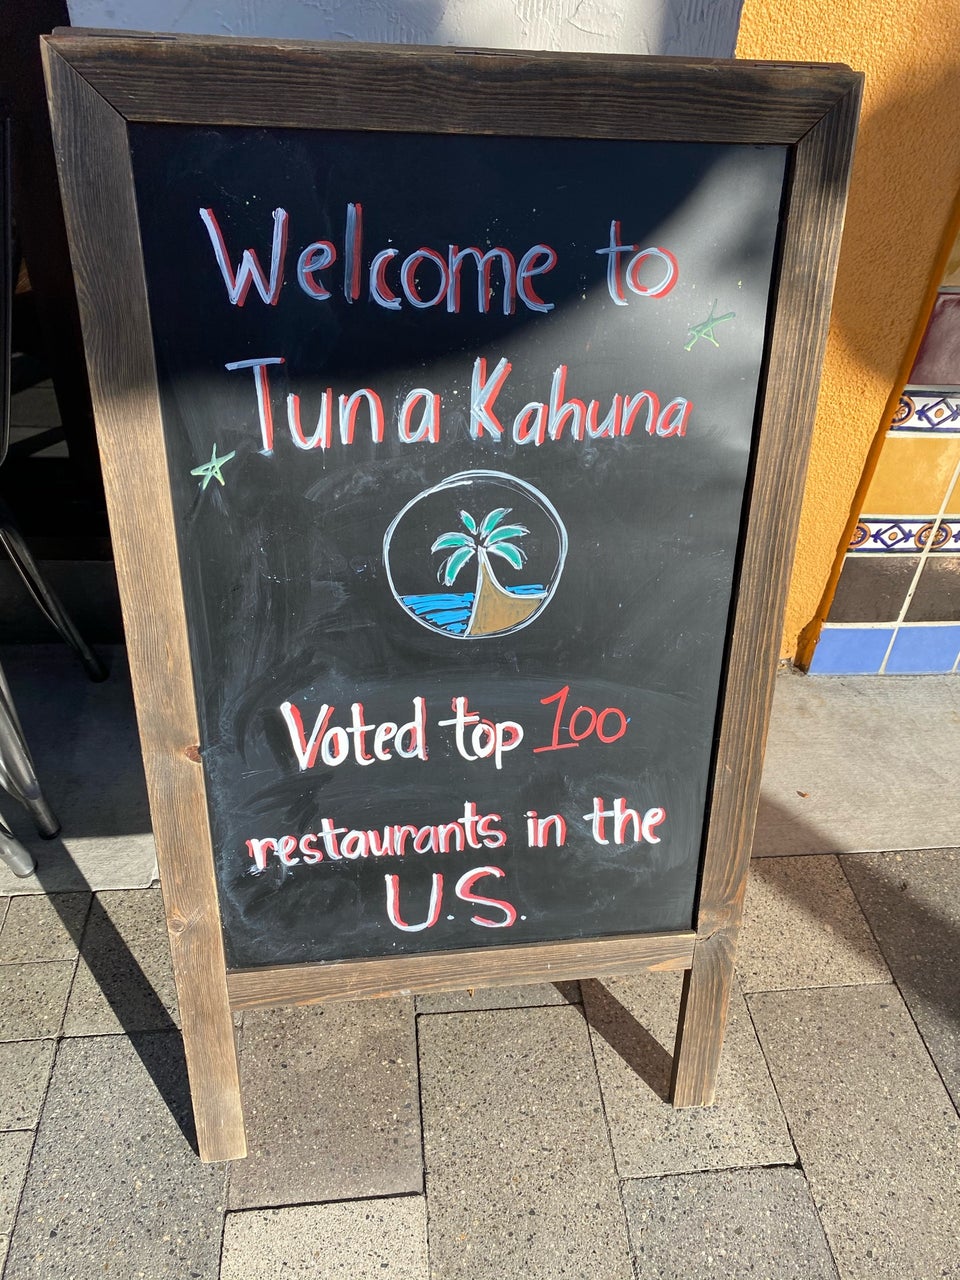 Welcome to
Tuna Kahuna
Voted top 100
restaurants in the
U.S.